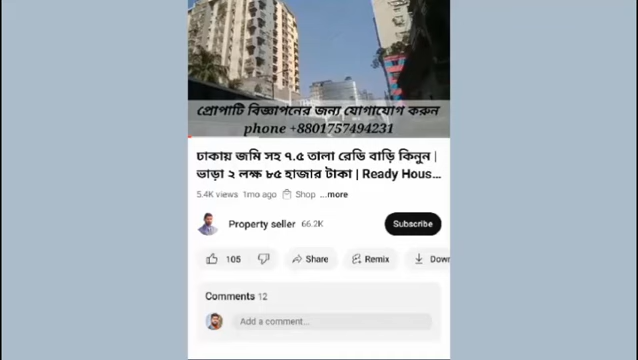 প্রোপাটি বিজ্ঞাপনের জন্য যোগাযোগ করুন
phone +8801757494231
ঢাকায় জমি সহ ৭.৫ তালা রেডি বাড়ি কিনুন |
ভাড়া ২ লক্ষ ৮৫ হাজার টাকা | Ready Hous...
5.4K views 1mo ago Shop ...more
Property seller 66.2K Subscribe
105 Share Remix Down
Comments 12
Add a comment...